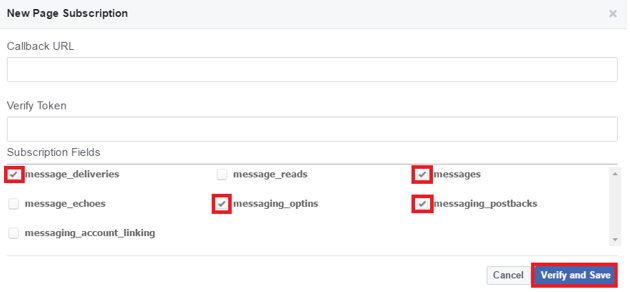 New Page Subscription ×
Callback URL
Verify Token
Subscription Fields
message_deliveries message_reads messages
message_echoes messaging_optins messaging_postbacks
messaging_account_linking
Cancel Verify and Save